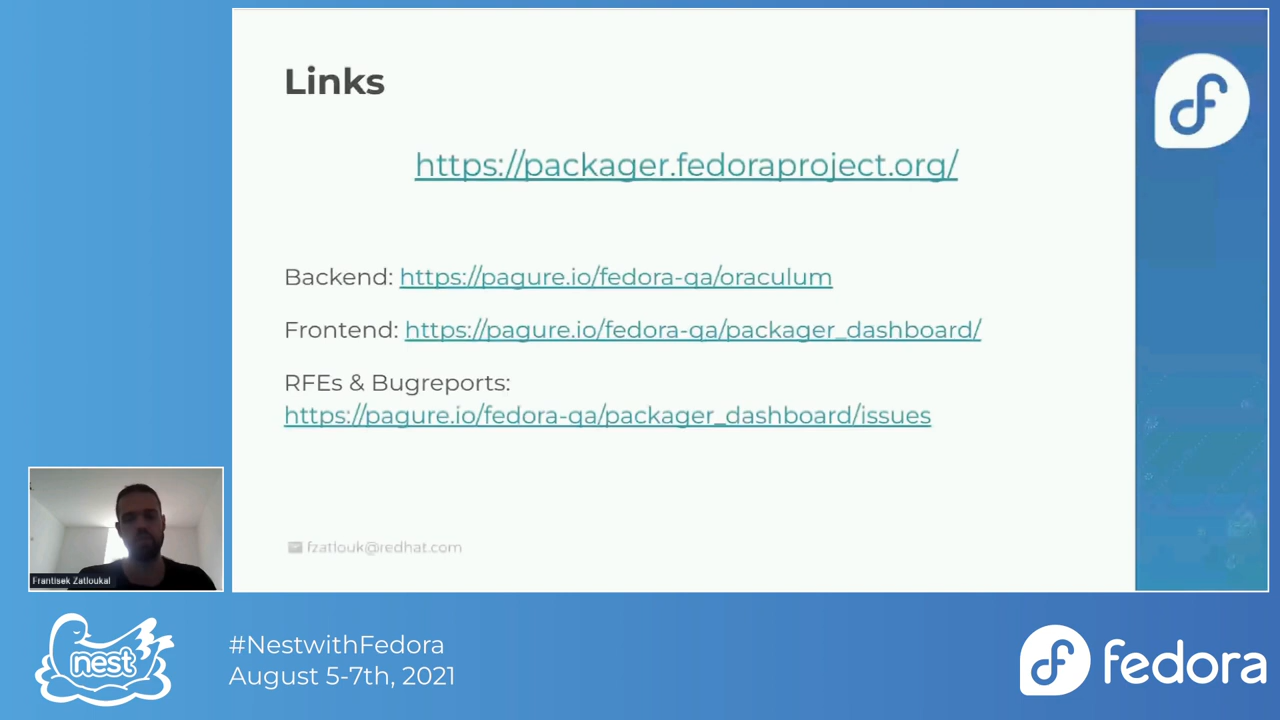 Links
https://packager.fedoraproject.org/
Backend: https://pagure.io/fedora-qa/oraculum
Frontend: https://pagure.io/fedora-qa/packager_dashboard/
RFEs & Bugreports:
https://pagure.io/fedora-qa/packager_dashboard/issues
fzatlouk@redhat.com
Frantisek Zatloukal
nest
#NestwithFedora
August 5-7th, 2021
fedora